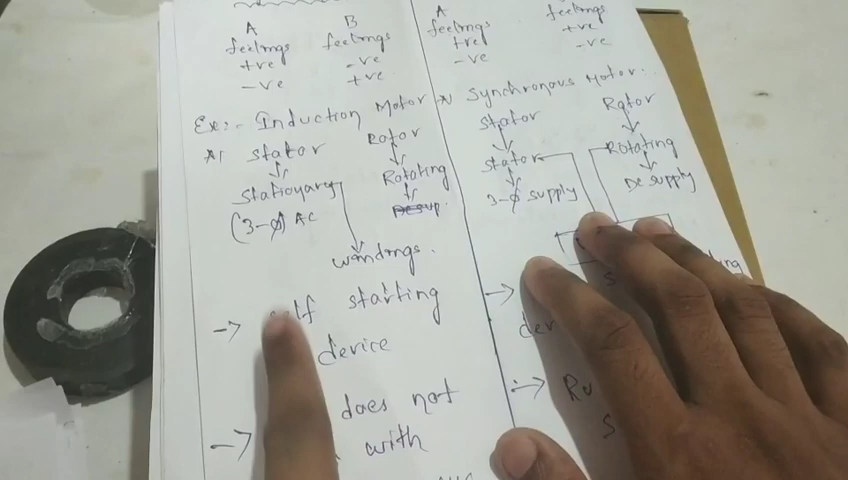 A
feelings
+ve
-ve
B
feelings
-ve
+ve
Ex:- Induction Motor
stator
stationary
(3-φ) AC
Rotor
Rotating
windings.
→ self starting
device
→ does not
with
A
feelings
+ve
-ve
feelings
+ve
-ve
Synchronous Motor.
stator
stator
3-φ supply
Rotor
Rotating
DC supply
→
→